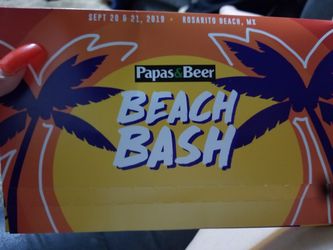 SEPT 20 & 21, 2019 • ROSARITO BEACH, MX
Papas&Beer
BEACH
BASH